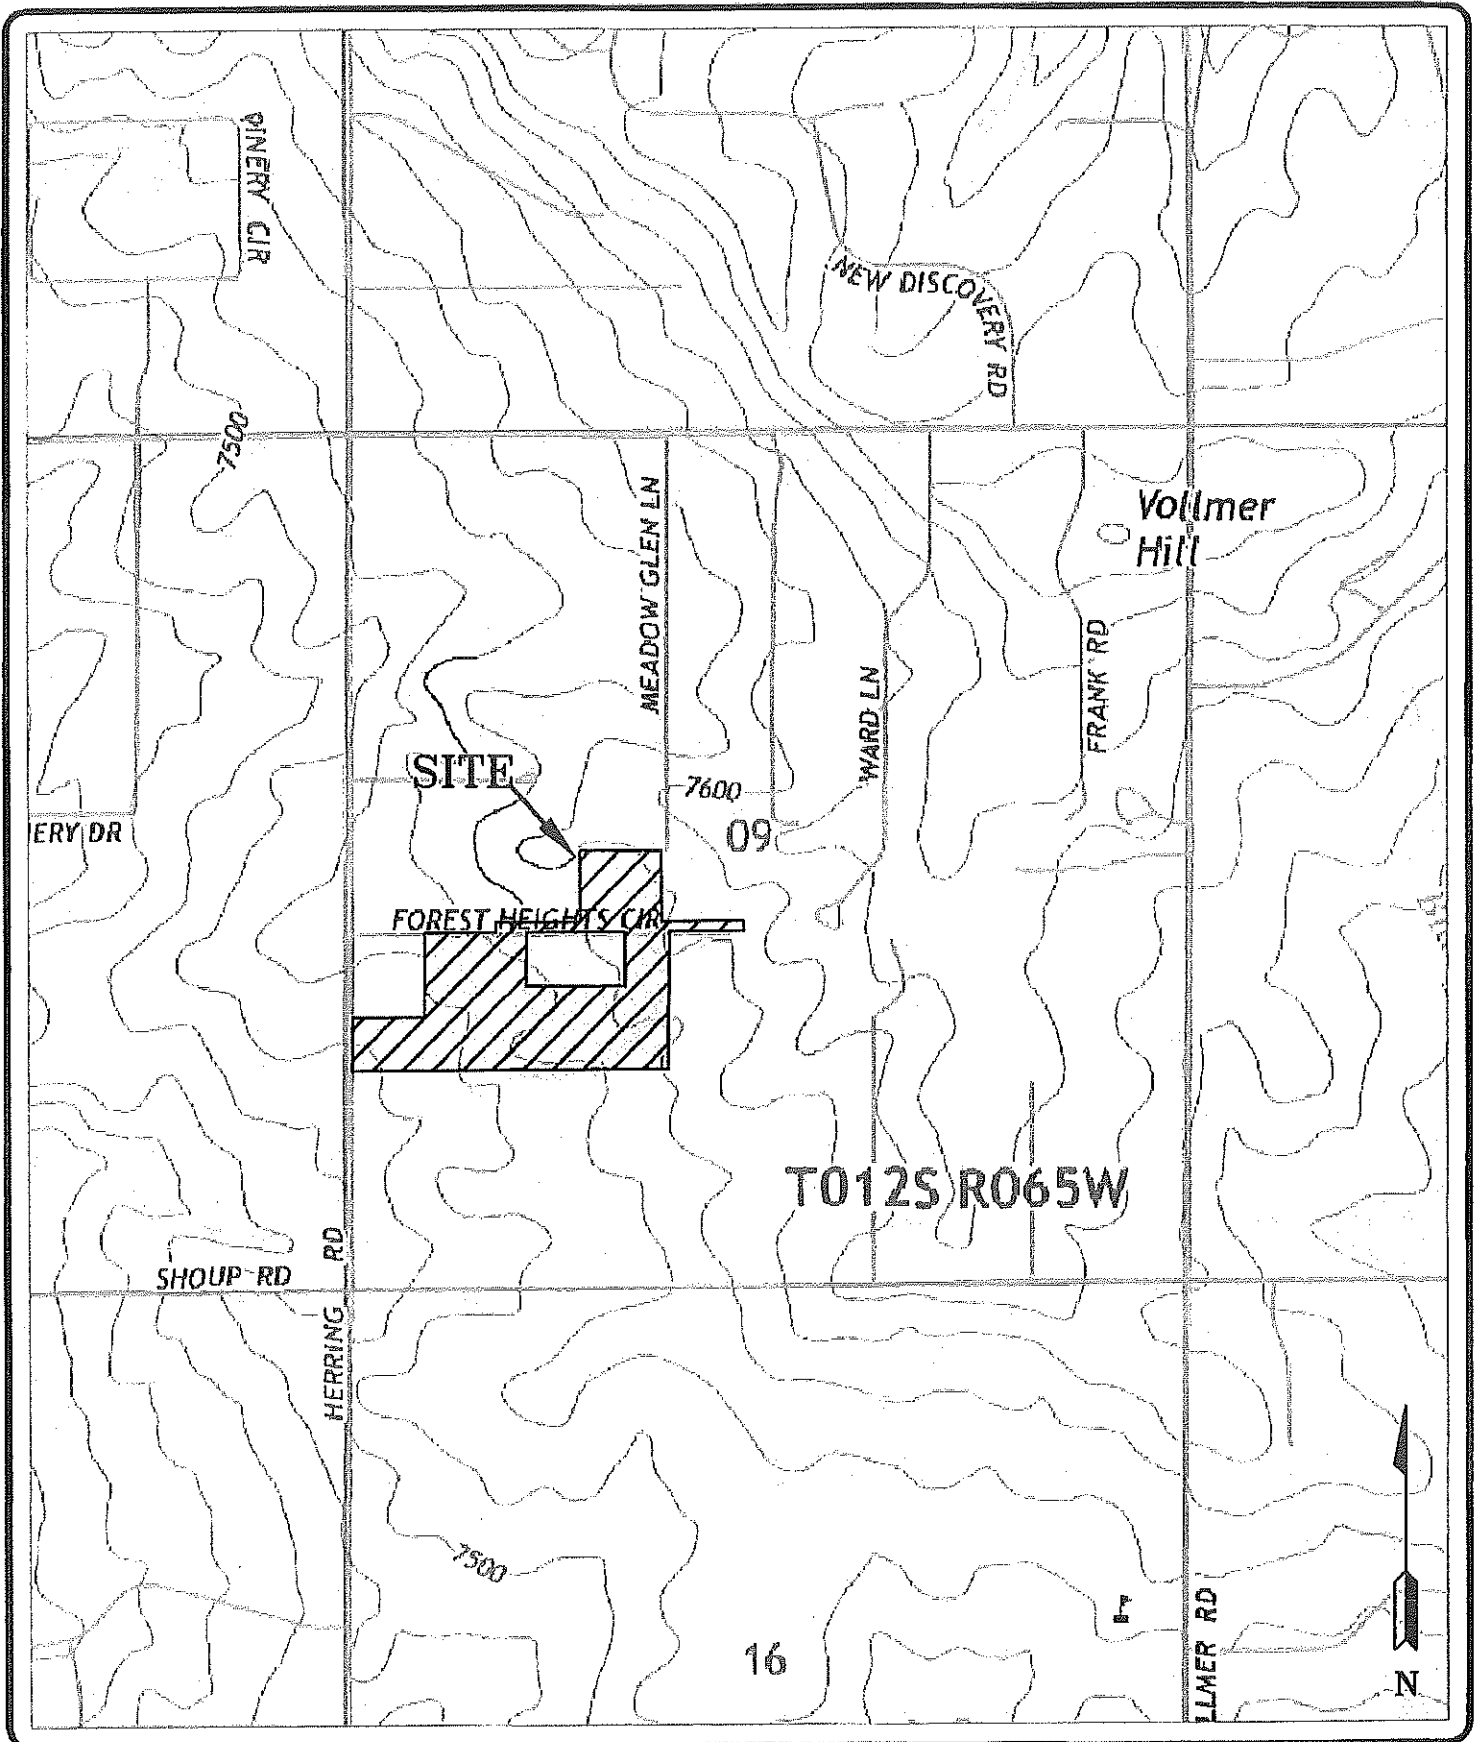 PINERY CIR
NEW DISCOVERY RD
7500
MEADOW GLEN LN
Vollmer
Hill
WARD LN
FRANK RD
SITE
7600
09
IERY DR
FOREST HEIGHTS CIR
T012S R065W
SHOUP RD
HERRING RD
7500
16
LLMER RD
N